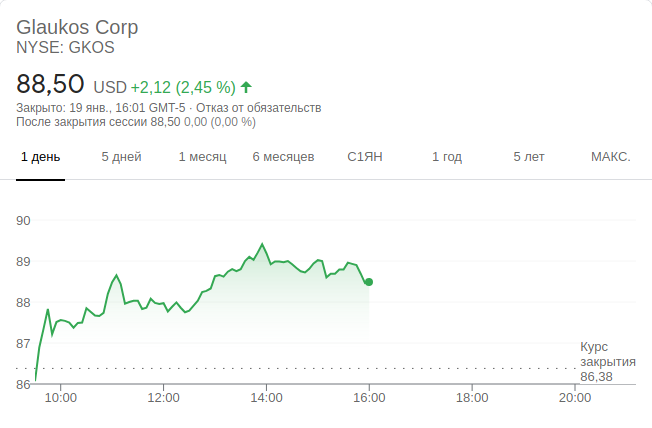 Glaukos Corp
NYSE: GKOS
88,50 USD +2,12 (2,45 %)
Закрыто: 19 янв., 16:01 GMT-5 · Отказ от обязательств
После закрытия сессии 88,50 0,00 (0,00 %)
1 день 5 дней 1 месяц 6 месяцев С1ЯН 1 год 5 лет МАКС.
90
89
88
87
Курс
закрытия
86,38
86
10:00 12:00 14:00 16:00 18:00 20:00